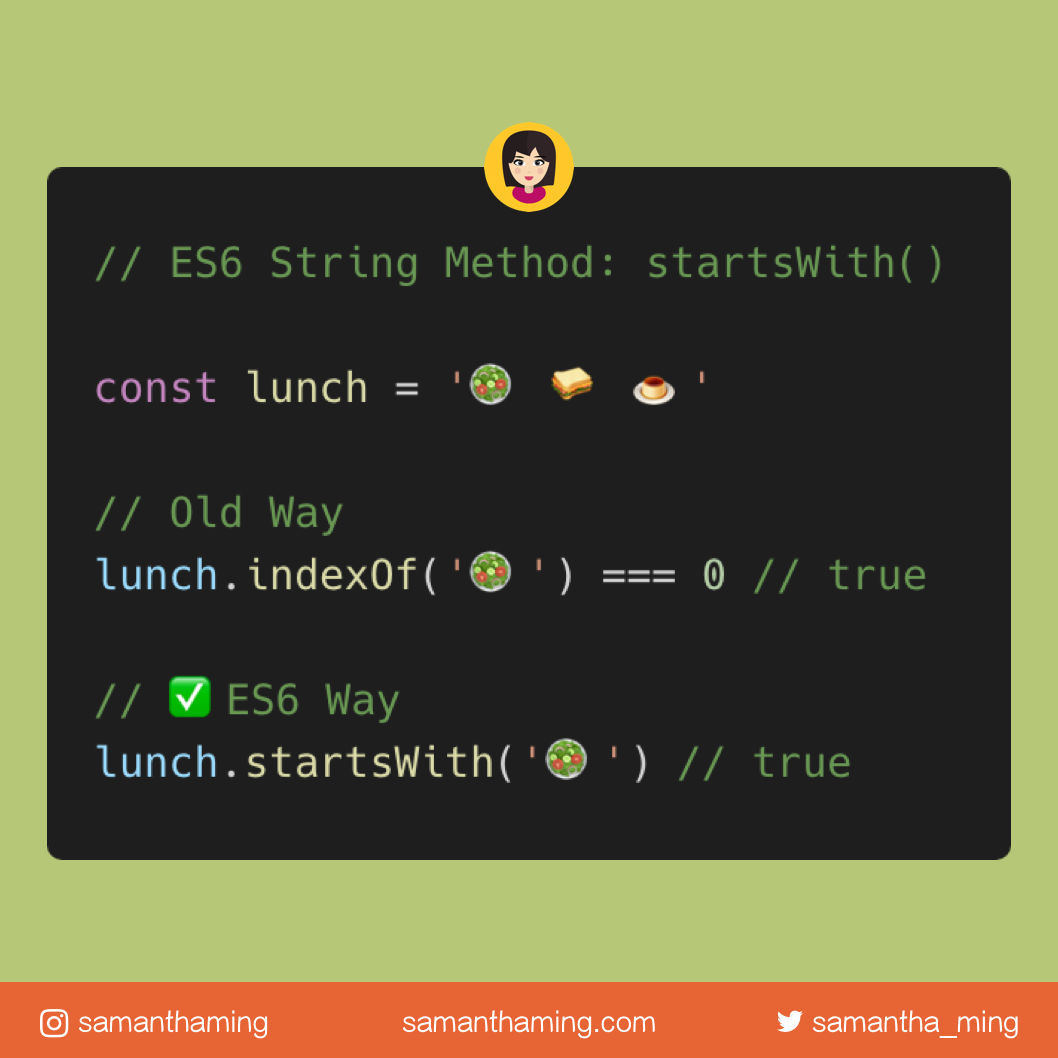 // ES6 String Method: startsWith()
const lunch = '🥗 🥪 🍮 '
// Old Way
lunch.indexOf('🥗 ') === 0 // true
// ✅ ES6 Way
lunch.startsWith('🥗 ') // true
samanthaming
samanthaming.com
samantha_ming